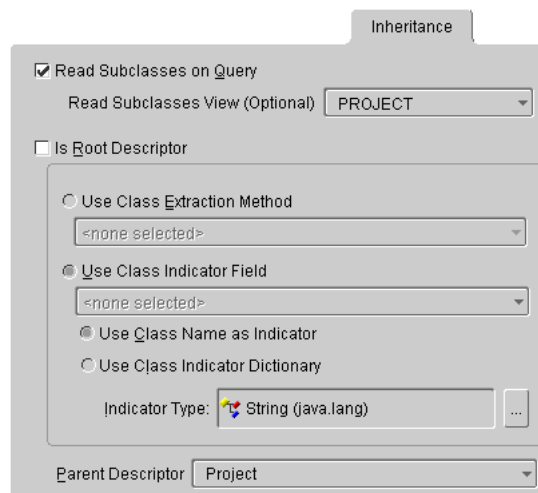 Inheritance
Read Subclasses on Query
Read Subclasses View (Optional) PROJECT
Is Root Descriptor
Use Class Extraction Method
<none selected>
Use Class Indicator Field
<none selected>
Use Class Name as Indicator
Use Class Indicator Dictionary
Indicator Type: String (java.lang) ...
Parent Descriptor Project